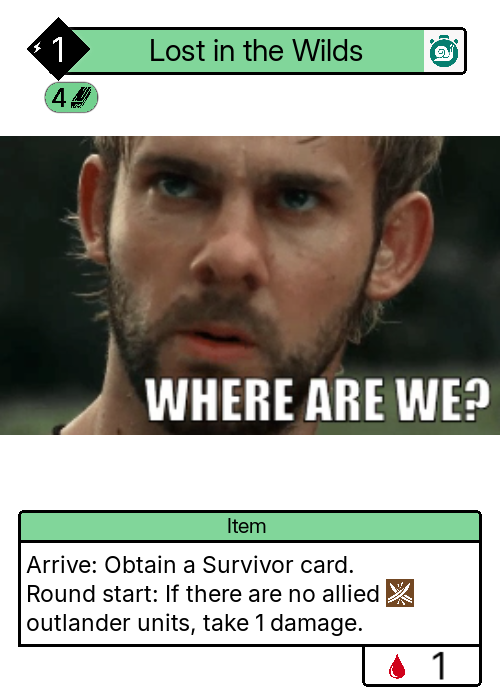 1
Lost in the Wilds
4
WHERE ARE WE?
Item
Arrive: Obtain a Survivor card.
Round start: If there are no allied
outlander units, take 1 damage.
1